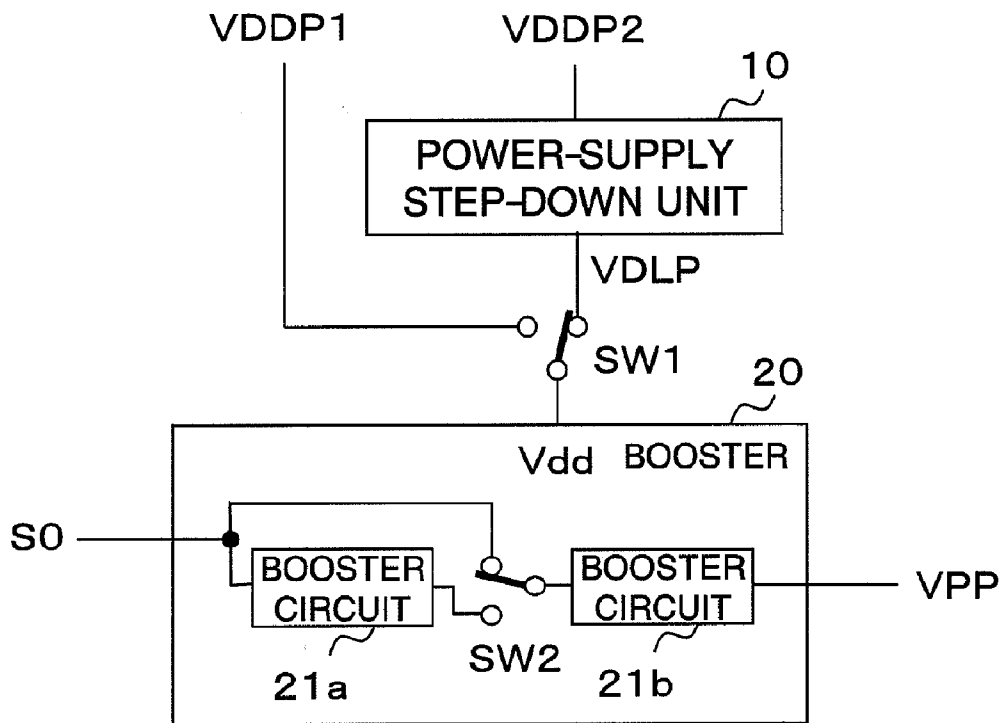 VDDP1
VDDP2
10
POWER-SUPPLY
STEP-DOWN UNIT
VDLP
SW1
20
Vdd
BOOSTER
S0
BOOSTER
CIRCUIT
BOOSTER
CIRCUIT
VPP
SW2
21a
21b